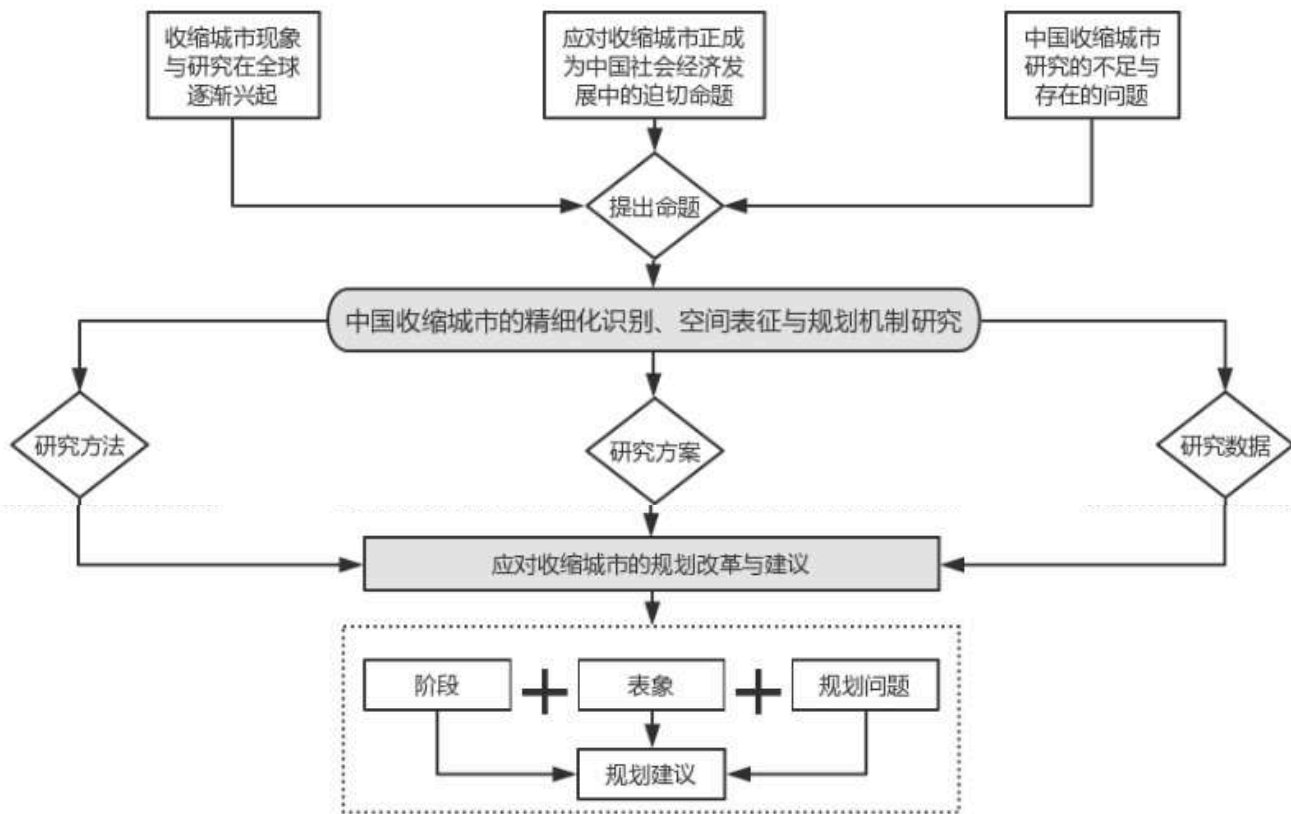 收缩城市现象
与研究在全球
逐渐兴起
应对收缩城市正成
为中国社会经济发
展中的迫切命题
中国收缩城市
研究的不足与
存在的问题
提出命题
中国收缩城市的精细化识别、空间表征与规划机制研究
研究方法
研究方案
研究数据
应对收缩城市的规划改革与建议
阶段
表象
规划问题
规划建议